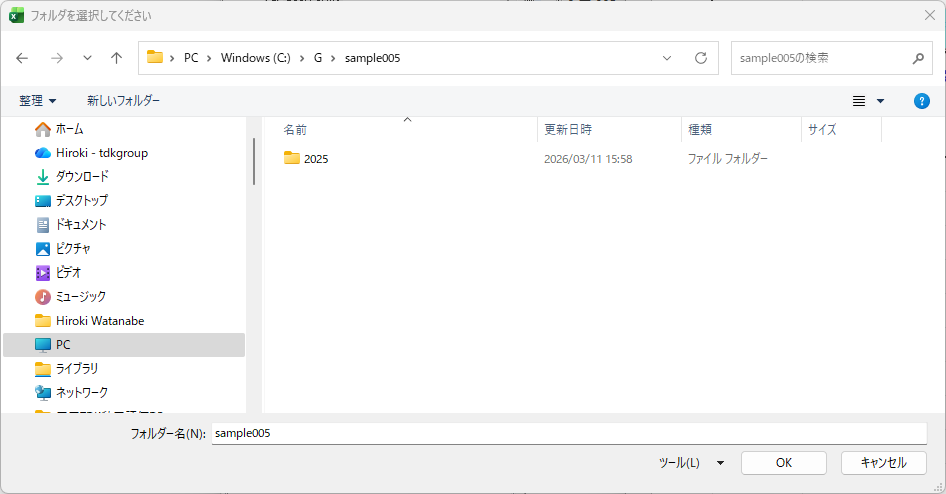 フォルダを選択してください
PC > Windows (C:) > G > sample005
sample005の検索
整理
新しいフォルダー
名前
更新日時
種類
サイズ
2025
2026/03/11 15:58
ファイル フォルダー
ホーム
Hiroki - tdkgroup
ダウンロード
デスクトップ
ドキュメント
ピクチャ
ビデオ
ミュージック
Hiroki Watanabe
PC
ライブラリ
ネットワーク
フォルダー名(N):
sample005
ツール(L)
OK
キャンセル